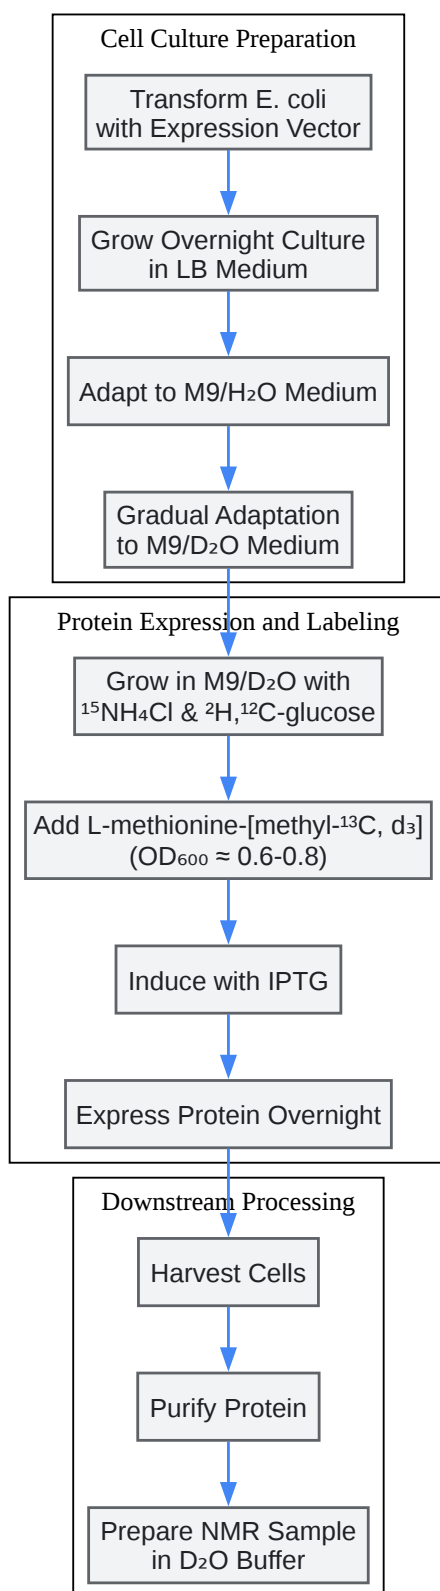 Cell Culture Preparation
Transform E. coli
with Expression Vector
Grow Overnight Culture
in LB Medium
Adapt to M9/H₂O Medium
Gradual Adaptation
to M9/D₂O Medium
Protein Expression and Labeling
Grow in M9/D₂O with
¹⁵NH₄Cl & ²H,¹²C-glucose
Add L-methionine-[methyl-¹³C, d₃]
(OD₆₀₀ ≈ 0.6-0.8)
Induce with IPTG
Express Protein Overnight
Downstream Processing
Harvest Cells
Purify Protein
Prepare NMR Sample
in D₂O Buffer